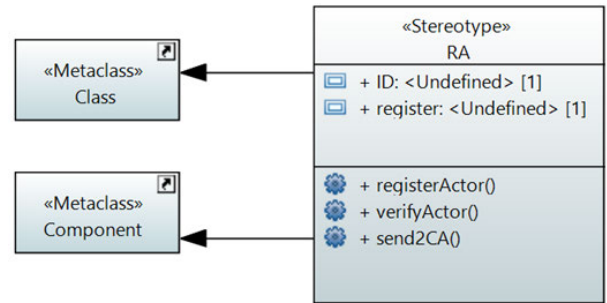 «Metaclass»
Class
«Metaclass»
Component
«Stereotype»
RA
+ ID: <Undefined> [1]
+ register: <Undefined> [1]
+ registerActor()
+ verifyActor()
+ send2CA()